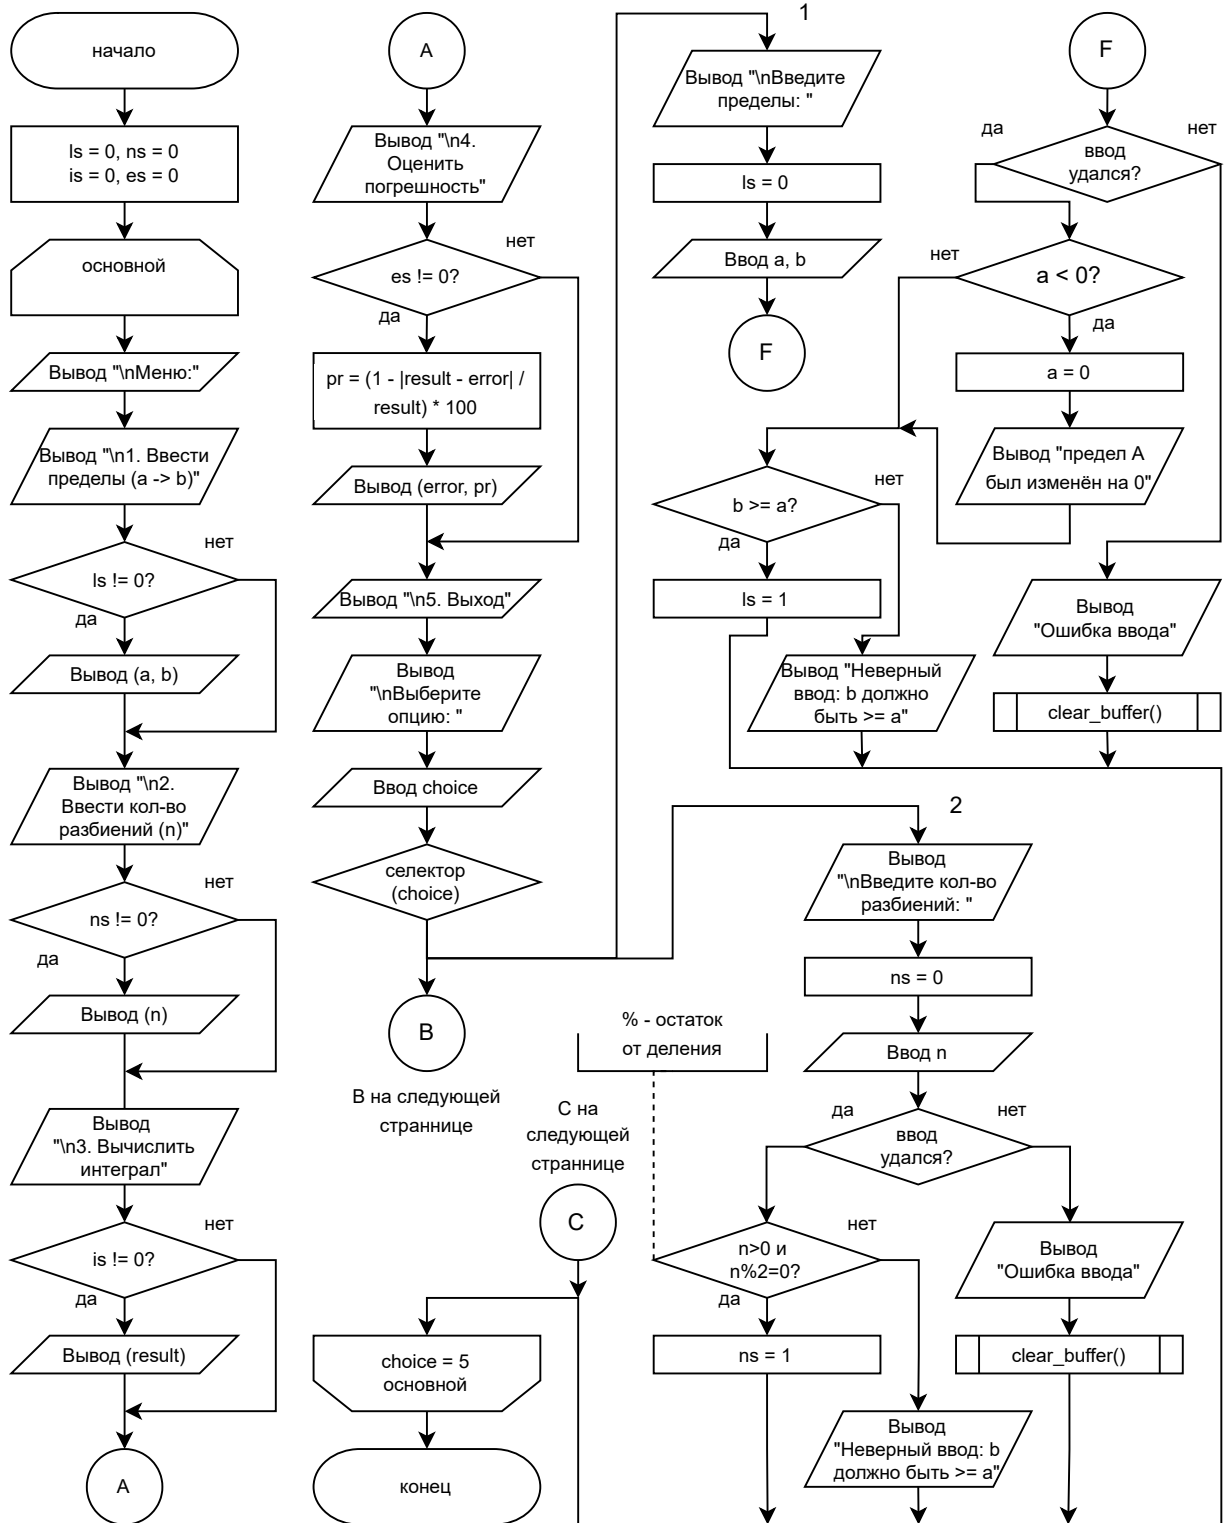 начало
ls = 0, ns = 0
is = 0, es = 0
основной
Вывод "\nМеню:"
Вывод "\n1. Ввести
пределы (a -> b)"
нет
ls != 0?
да
Вывод (a, b)
Вывод "\n2.
Ввести кол-во
разбиений (n)"
нет
ns != 0?
да
Вывод (n)
Вывод
"\n3. Вычислить
интеграл"
нет
is != 0?
да
Вывод (result)
A
A
Вывод "\n4.
Оценить
погрешность"
нет
es != 0?
да
pr = (1 - |result - error| /
result) * 100
Вывод (error, pr)
Вывод "\n5. Выход"
Вывод
"\nВыберите
опцию: "
Ввод choice
селектор
(choice)
B
В на следующей
страннице
С на
следующей
страннице
C
choice = 5
основной
конец
1
Вывод "\nВведите
пределы: "
ls = 0
Ввод a, b
F
F
да
нет
ввод
удался?
нет
a < 0?
да
a = 0
Вывод "предел А
был изменён на 0"
нет
b >= a?
да
ls = 1
Вывод "Неверный
ввод: b должно
быть >= a"
Вывод
"Ошибка ввода"
clear_buffer()
2
Вывод
"\nВведите кол-во
разбиений: "
ns = 0
Ввод n
% - остаток
от деления
да
нет
ввод
удался?
нет
n>0 и
n%2=0?
да
ns = 1
Вывод
"Неверный ввод: b
должно быть >= a"
Вывод
"Ошибка ввода"
clear_buffer()